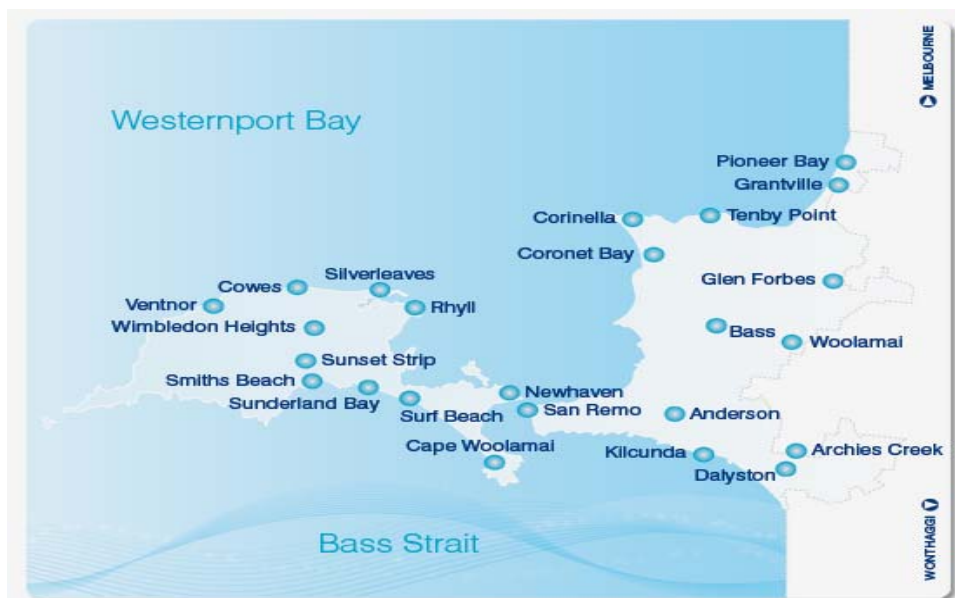 MELBOURNE
Westernport Bay
Pioneer Bay
Grantville
Corinella
Tenby Point
Coronet Bay
Silverleaves
Cowes
Glen Forbes
Ventnor
Rhyll
Wimbledon Heights
Bass
Woolamai
Sunset Strip
Smiths Beach
Sunderland Bay
Newhaven
Surf Beach
San Remo
Anderson
Cape Woolamai
Kilcunda
Archies Creek
Dalyston
WONTHAGGI
Bass Strait